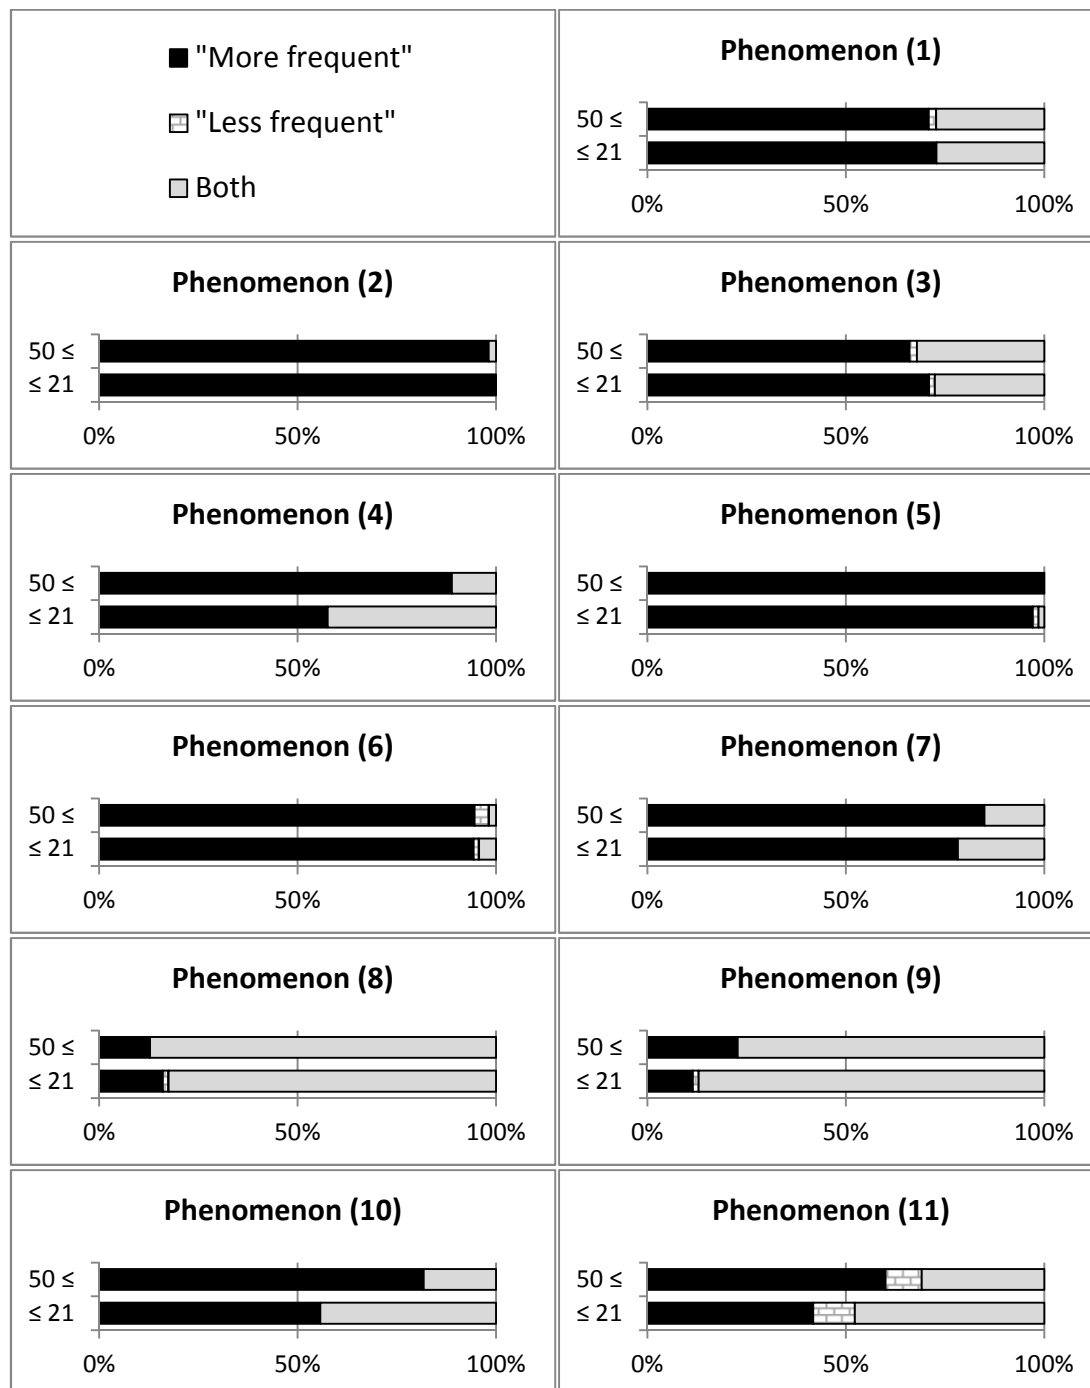 "More frequent"
"Less frequent"
Both
Phenomenon (1)
50 ≤
≤ 21
0% 50% 100%
Phenomenon (2)
50 ≤
≤ 21
0% 50% 100%
Phenomenon (3)
50 ≤
≤ 21
0% 50% 100%
Phenomenon (4)
50 ≤
≤ 21
0% 50% 100%
Phenomenon (5)
50 ≤
≤ 21
0% 50% 100%
Phenomenon (6)
50 ≤
≤ 21
0% 50% 100%
Phenomenon (7)
50 ≤
≤ 21
0% 50% 100%
Phenomenon (8)
50 ≤
≤ 21
0% 50% 100%
Phenomenon (9)
50 ≤
≤ 21
0% 50% 100%
Phenomenon (10)
50 ≤
≤ 21
0% 50% 100%
Phenomenon (11)
50 ≤
≤ 21
0% 50% 100%